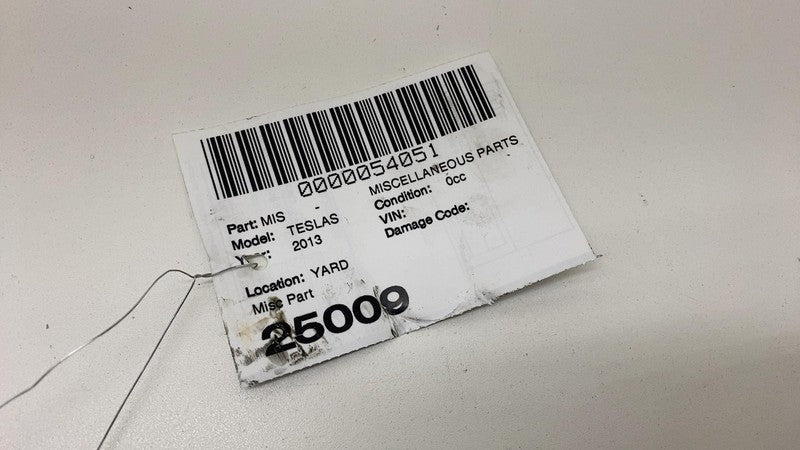 0000054051
Part: MIS - MISCELLANEOUS PARTS
Model: TESLAS Condition: 0cc
2013 VIN:
Damage Code:
Location: YARD
Misc Part
25009